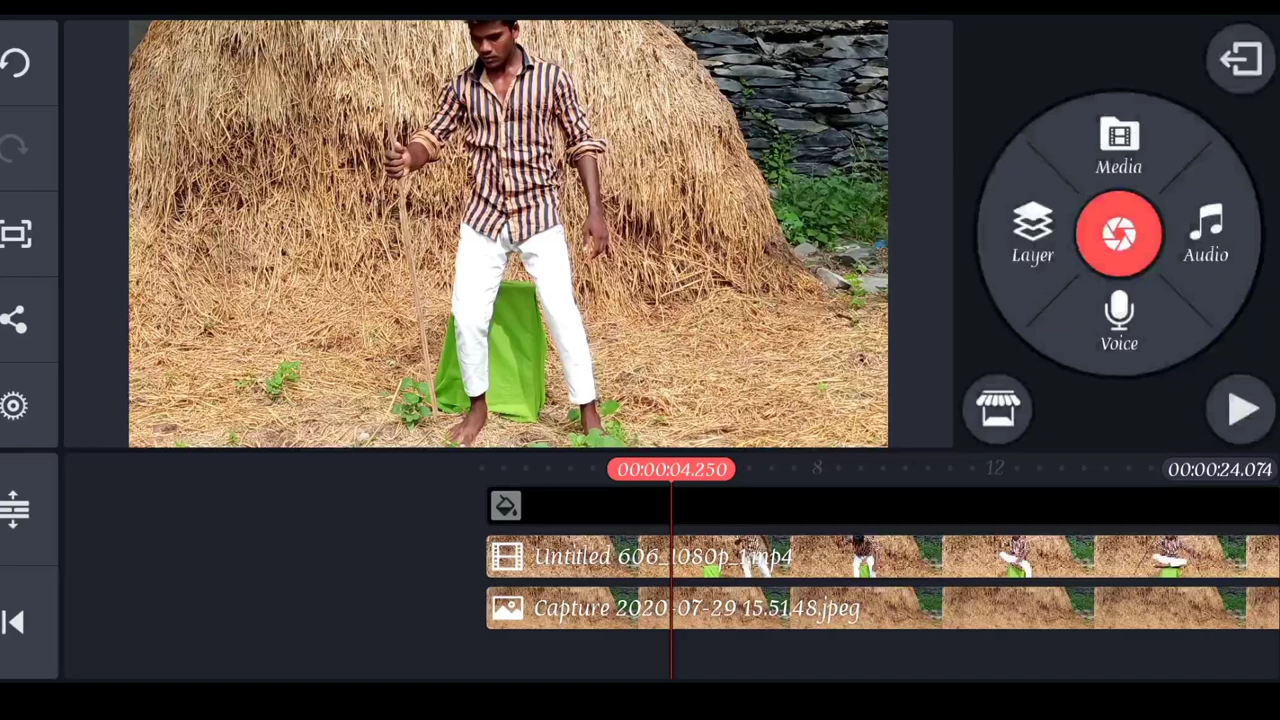 Media
Layer
Audio
Voice
00:00:04.250
8
12
00:00:24.074
Untitled 606_1080p_1.mp4
Capture 2020-07-29 15.51.48.jpeg